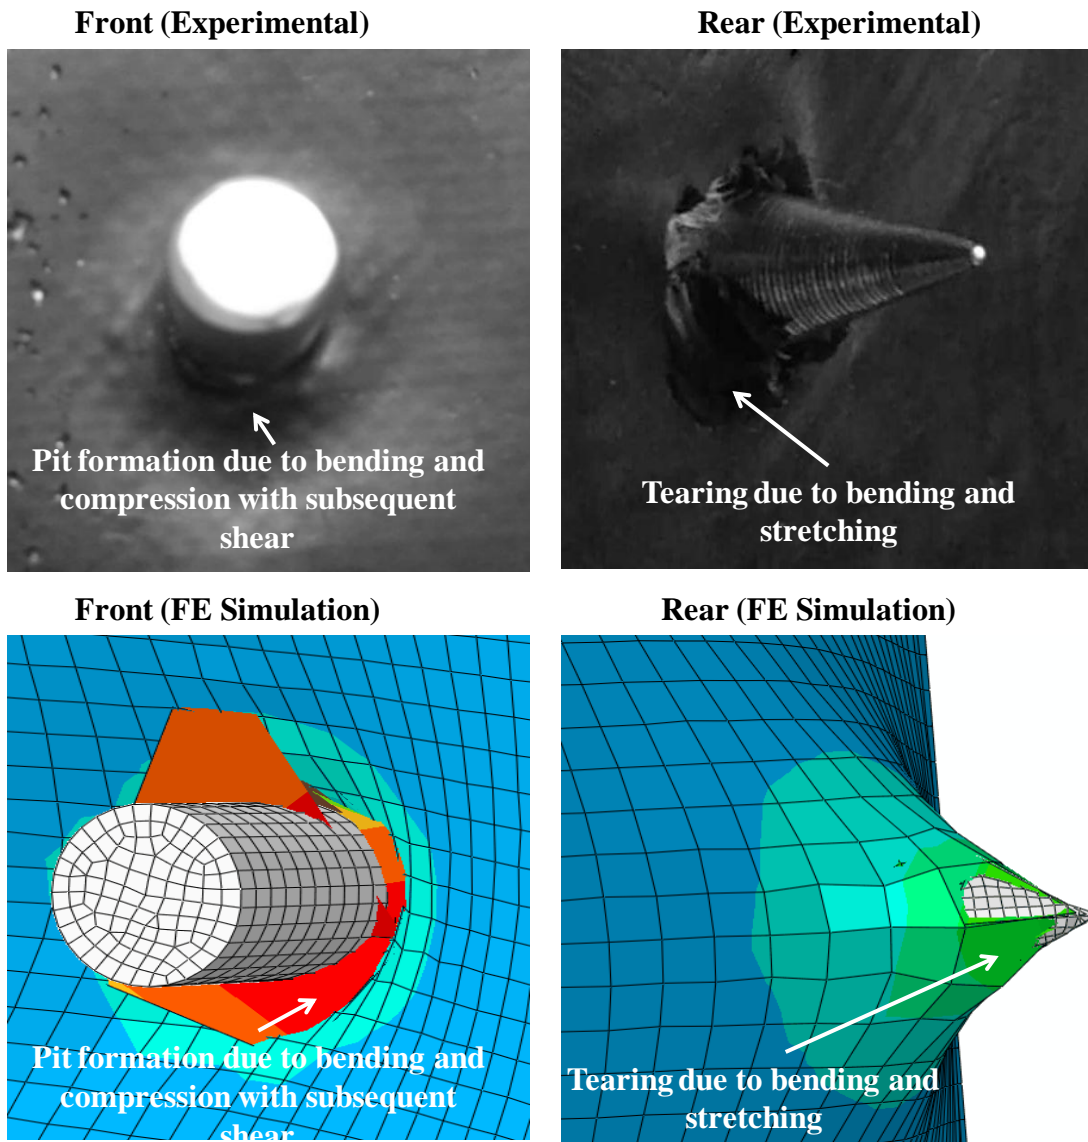 Front (Experimental)
Rear (Experimental)
Pit formation due to bending and
compression with subsequent
shear
Tearing due to bending and
stretching
Front (FE Simulation)
Rear (FE Simulation)
Pit formation due to bending and
compression with subsequent
shear
Tearing due to bending and
stretching